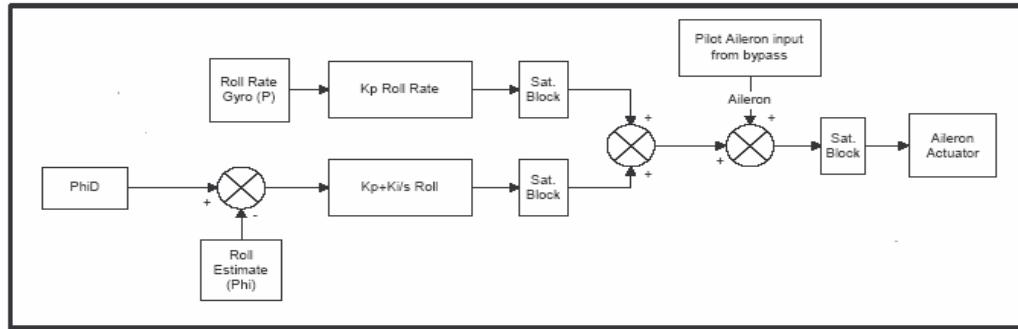 Pilot Aileron input
from bypass
Roll Rate
Gyro (P)
Kp Roll Rate
Sat.
Block
Aileron
+
+
+
+
Sat.
Block
Aileron
Actuator
PhiD
+
-
Kp+Ki/s Roll
Sat.
Block
+
Roll
Estimate
(Phi)